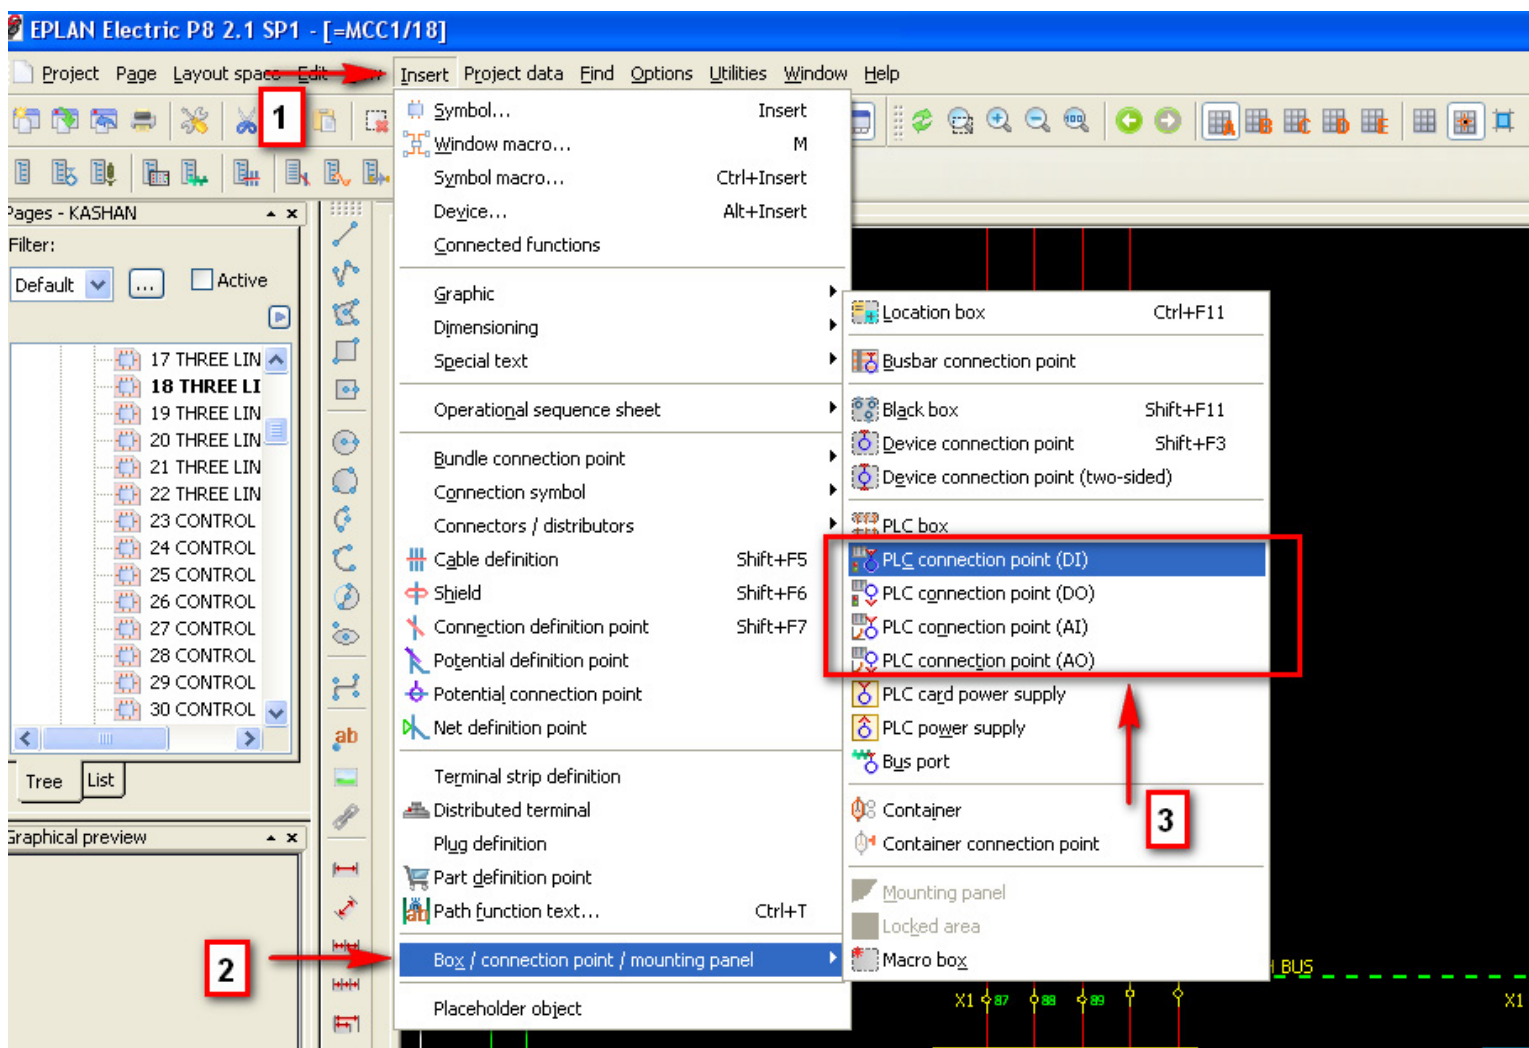 EPLAN Electric P8 2.1 SP1 - [=MCC1/18]
Project Page Layout space Edit Insert Project data Find Options Utilities Window Help
1
Symbol... Insert
Window macro... M
Symbol macro... Ctrl+Insert
Device... Alt+Insert
Connected functions
Graphic
Dimensioning
Special text
Operational sequence sheet
Bundle connection point
Connection symbol
Connectors / distributors
Cable definition Shift+F5
Shield Shift+F6
Connection definition point Shift+F7
Potential definition point
Potential connection point
Net definition point
Terminal strip definition
Distributed terminal
Plug definition
Part definition point
Path function text... Ctrl+T
Box / connection point / mounting panel
Placeholder object
2
Location box Ctrl+F11
Busbar connection point
Black box Shift+F11
Device connection point Shift+F3
Device connection point (two-sided)
PLC box
PLC connection point (DI)
PLC connection point (DO)
PLC connection point (AI)
PLC connection point (AO)
PLC card power supply
PLC power supply
Bus port
Container
Container connection point
Mounting panel
Locked area
Macro box
3
A B C D E
100
Pages - KASHAN
Filter:
Default ... Active
17 THREE LIN
18 THREE LI
19 THREE LIN
20 THREE LIN
21 THREE LIN
22 THREE LIN
23 CONTROL
24 CONTROL
25 CONTROL
26 CONTROL
27 CONTROL
28 CONTROL
29 CONTROL
30 CONTROL
Tree List
Graphical preview
ab
BUS
X1 87 88 89 X1